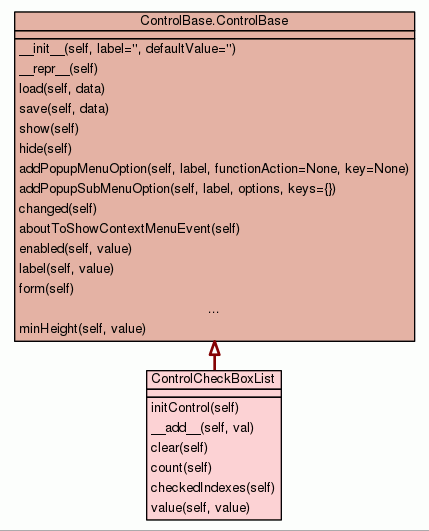 ControlBase.ControlBase
__init__(self, label='', defaultValue='')
__repr__(self)
load(self, data)
save(self, data)
show(self)
hide(self)
addPopupMenuOption(self, label, functionAction=None, key=None)
addPopupSubMenuOption(self, label, options, keys={})
changed(self)
aboutToShowContextMenuEvent(self)
enabled(self, value)
label(self, value)
form(self)
...
minHeight(self, value)
ControlCheckBoxList
initControl(self)
__add__(self, val)
clear(self)
count(self)
checkedIndexes(self)
value(self, value)